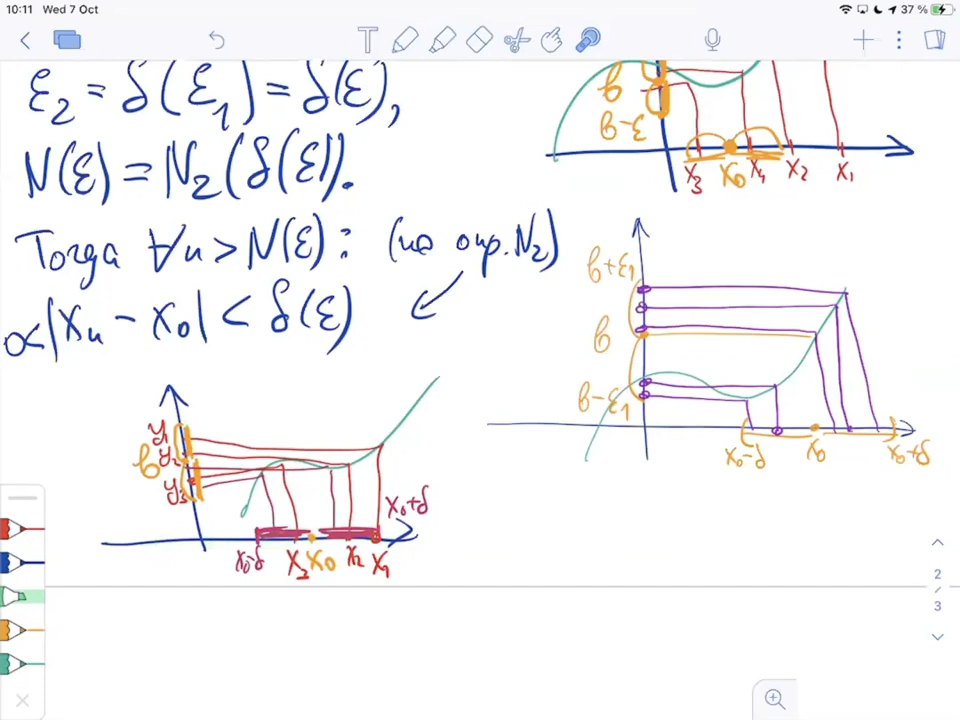 10:11 Wed 7 Oct
37 %
ε₂ = δ(ε₁) = δ(ε),
N(ε) = N₂(δ(ε)).
Тогда ∀n > N(ε): (по опр. N₂)
|xₙ - x₀| < δ(ε)
b
b-ε
x₃ x₀ x₄ x₂ x₁
b+ε₁
b
b-ε₁
x₀-δ x₀ x₀+δ
y₁
b y₂
y₃
x₀+δ
x₀-δ x₃ x₀ x₂ x₁
2
3